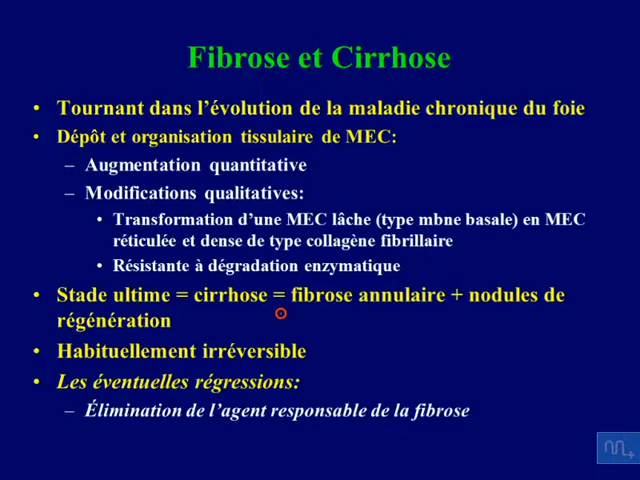 Fibrose et Cirrhose
• Tournant dans l’évolution de la maladie chronique du foie
• Dépôt et organisation tissulaire de MEC:
– Augmentation quantitative
– Modifications qualitatives:
• Transformation d’une MEC lâche (type mbne basale) en MEC
réticulée et dense de type collagène fibrillaire
• Résistante à dégradation enzymatique
• Stade ultime = cirrhose = fibrose annulaire + nodules de
régénération
• Habituellement irréversible
• Les éventuelles régressions:
– Élimination de l’agent responsable de la fibrose